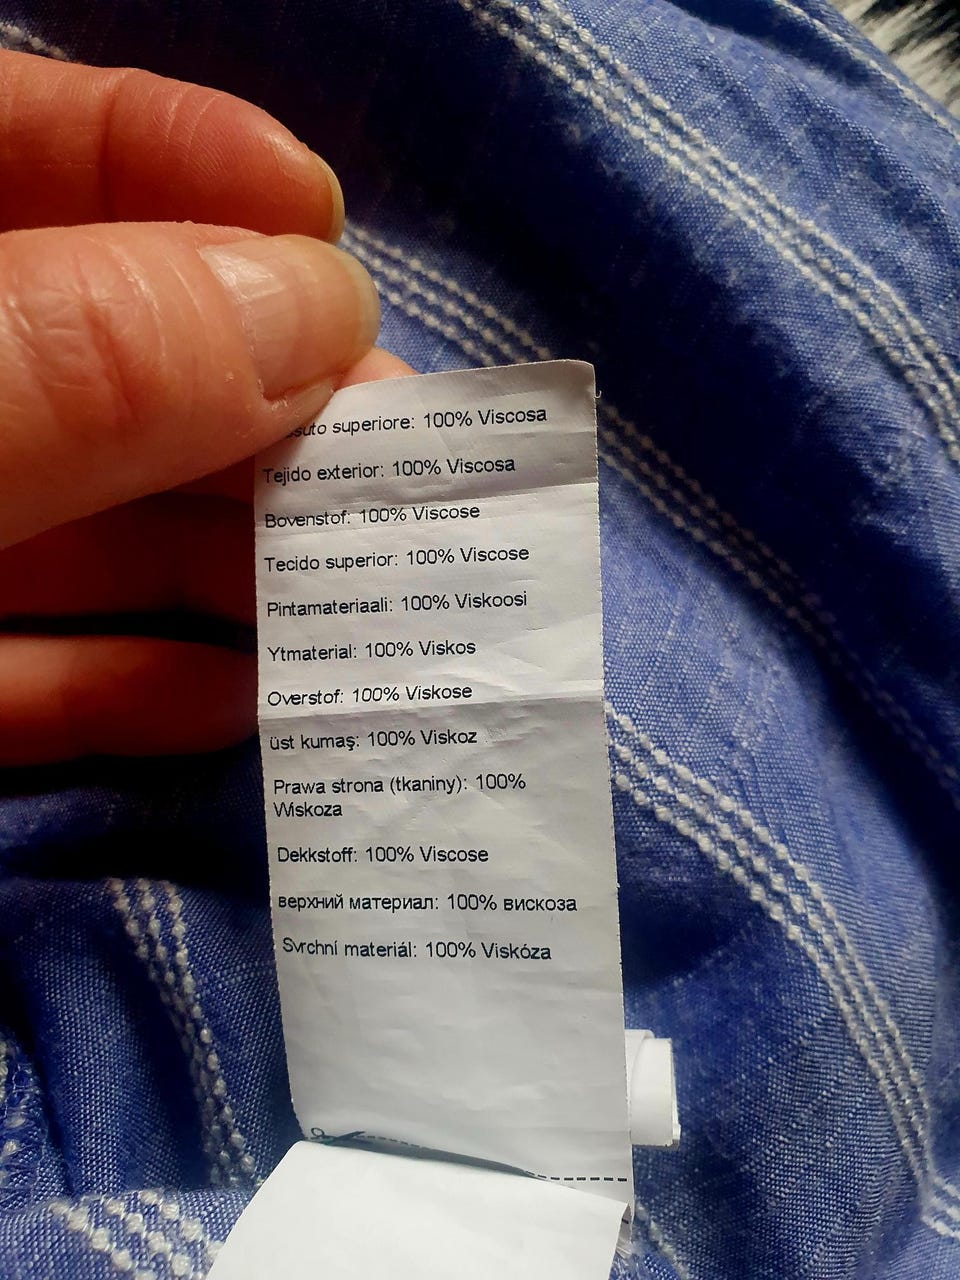 superiore: 100% Viscosa
Tejido exterior: 100% Viscosa
Bovenstof: 100% Viscose
Tecido superior: 100% Viscose
Pintamateriaali: 100% Viskoosi
Ytmaterial: 100% Viskos
Overstof: 100% Viskose
üst kumaş: 100% Viskoz
Prawa strona (tkaniny): 100%
Wiskoza
Dekkstoff: 100% Viscose
верхний материал: 100% вискоза
Svrchní materiál: 100% Viskóza